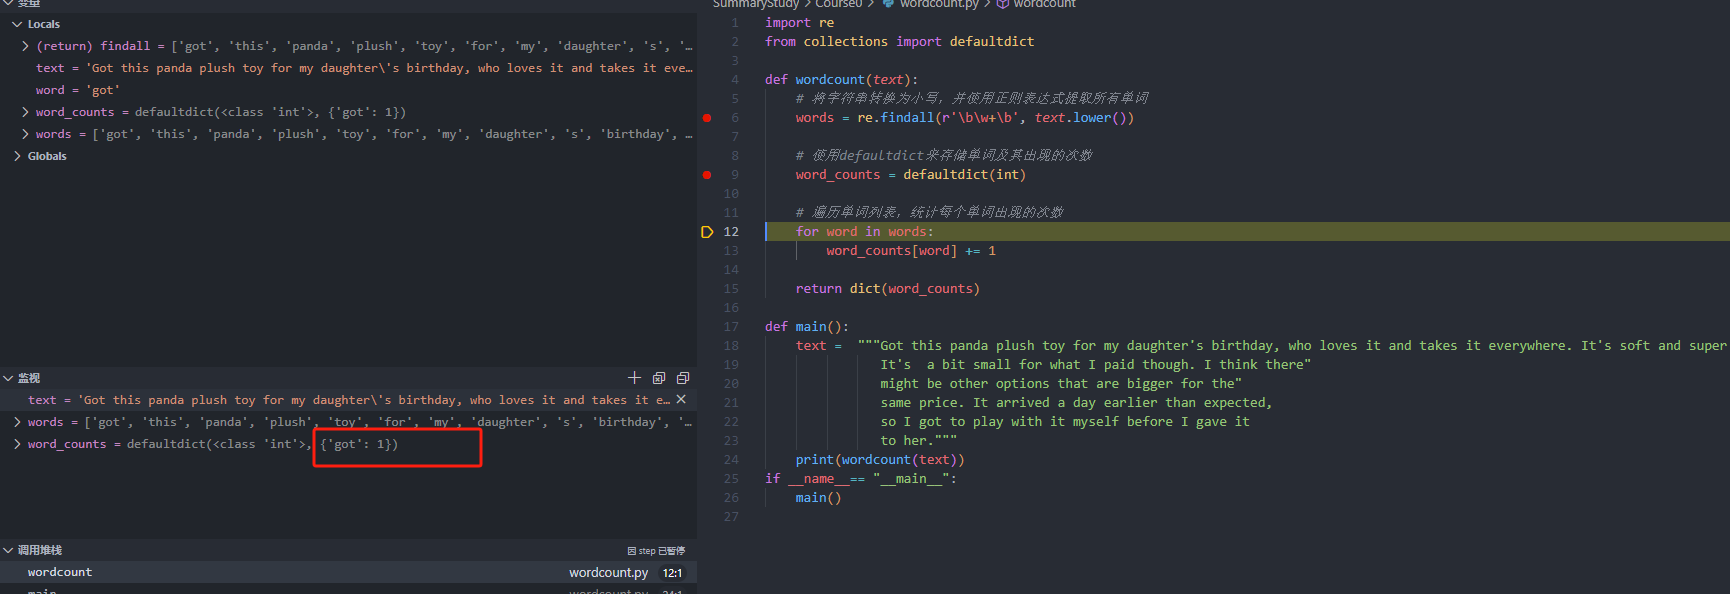 变量
Locals
(return) findall = ['got', 'this', 'panda', 'plush', 'toy', 'for', 'my', 'daughter', 's', '…
text = 'Got this panda plush toy for my daughter\'s birthday, who loves it and takes it eve…
word = 'got'
word_counts = defaultdict(<class 'int'>, {'got': 1})
words = ['got', 'this', 'panda', 'plush', 'toy', 'for', 'my', 'daughter', 's', 'birthday', …
Globals
监视
text = 'Got this panda plush toy for my daughter\'s birthday, who loves it and takes it e…
words = ['got', 'this', 'panda', 'plush', 'toy', 'for', 'my', 'daughter', 's', 'birthday', '…
word_counts = defaultdict(<class 'int'>, {'got': 1})
调用堆栈
因 step 已暂停
wordcount wordcount.py 12:1
main wordcount.py 24:1
SummaryStudy > Course0 > wordcount.py > wordcount
1 import re
2 from collections import defaultdict
3
4 def wordcount(text):
5 # 将字符串转换为小写，并使用正则表达式提取所有单词
6 words = re.findall(r'\b\w+\b', text.lower())
7
8 # 使用defaultdict来存储单词及其出现的次数
9 word_counts = defaultdict(int)
10
11 # 遍历单词列表，统计每个单词出现的次数
12 for word in words:
13 word_counts[word] += 1
14
15 return dict(word_counts)
16
17 def main():
18 text = """Got this panda plush toy for my daughter's birthday, who loves it and takes it everywhere. It's soft and super
19 It's a bit small for what I paid though. I think there"
20 might be other options that are bigger for the"
21 same price. It arrived a day earlier than expected,
22 so I got to play with it myself before I gave it
23 to her."""
24 print(wordcount(text))
25 if __name__== "__main__":
26 main()
27